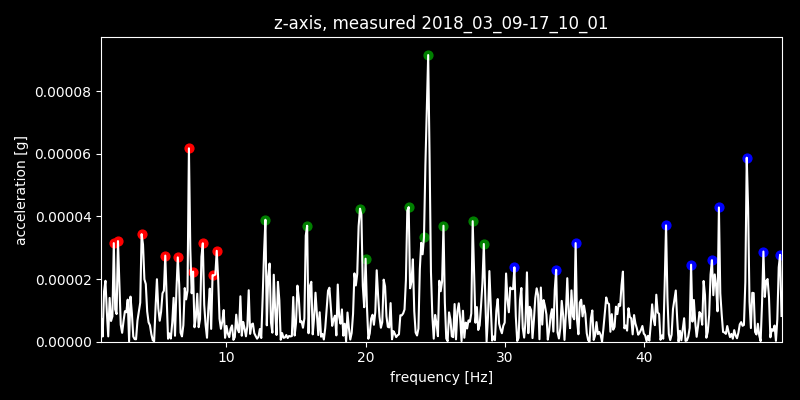 z-axis, measured 2018_03_09-17_10_01
0.00008
0.00006
0.00004
0.00002
0.00000
acceleration [g]
10 20 30 40
frequency [Hz]